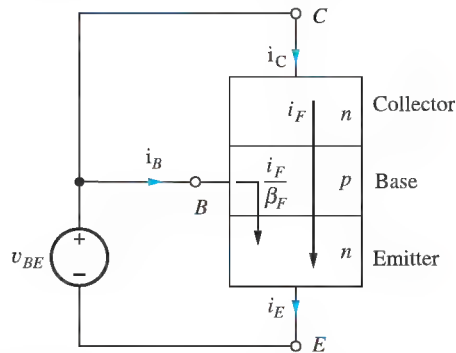 C
i_C
i_F n Collector
i_B
B
i_F
β_F
p Base
+
v_BE
−
n Emitter
i_E
E